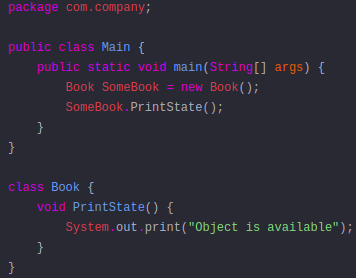 package com.company;

public class Main {
    public static void main(String[] args) {
        Book SomeBook = new Book();
        SomeBook.PrintState();
    }
}

class Book {
    void PrintState() {
        System.out.print("Object is available");
    }
}